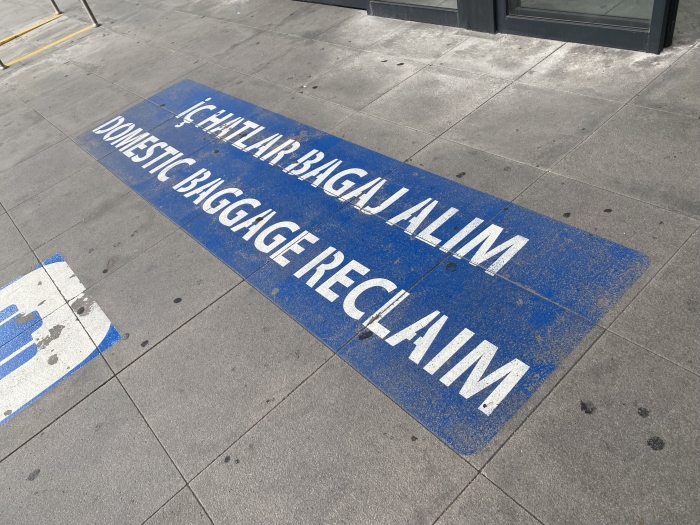 İÇ HATLAR BAGAJ ALIM
DOMESTIC BAGGAGE RECLAIM